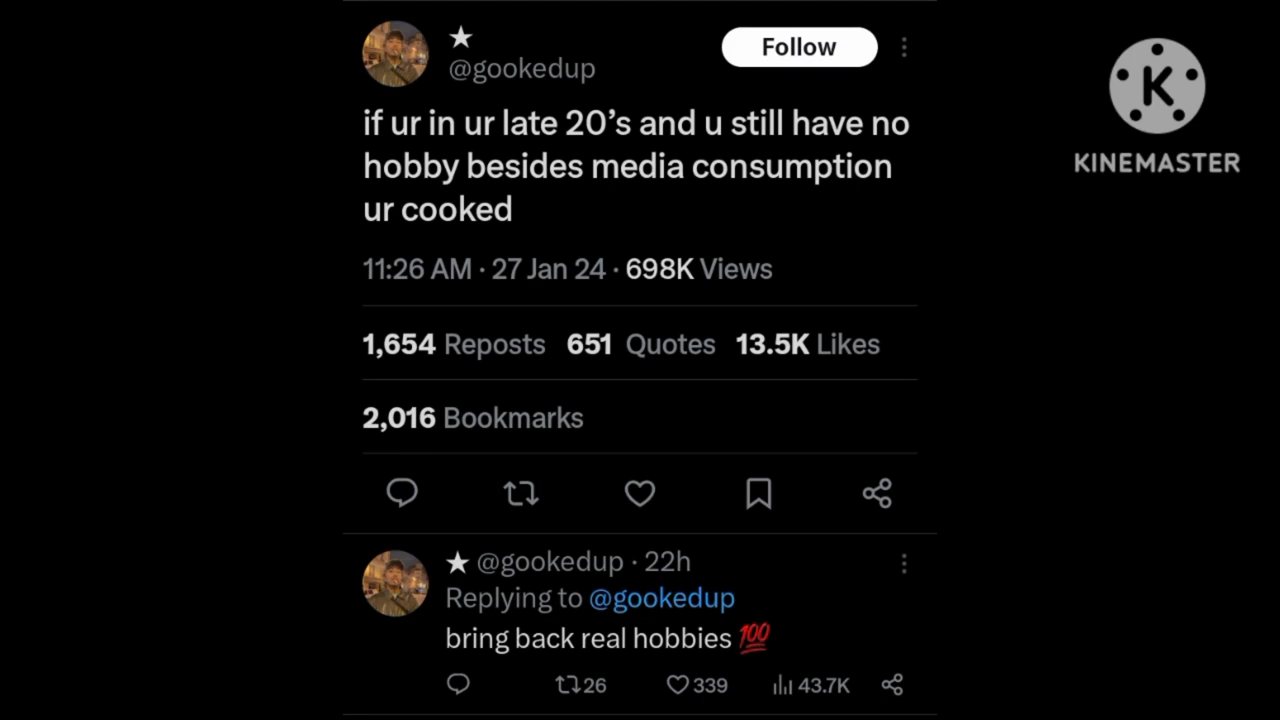 ★
@gookedup
Follow
if ur in ur late 20’s and u still have no
hobby besides media consumption
ur cooked
11:26 AM · 27 Jan 24 · 698K Views
1,654 Reposts 651 Quotes 13.5K Likes
2,016 Bookmarks
★ @gookedup · 22h
Replying to @gookedup
bring back real hobbies 💯
26 339 43.7K
K
KINEMASTER